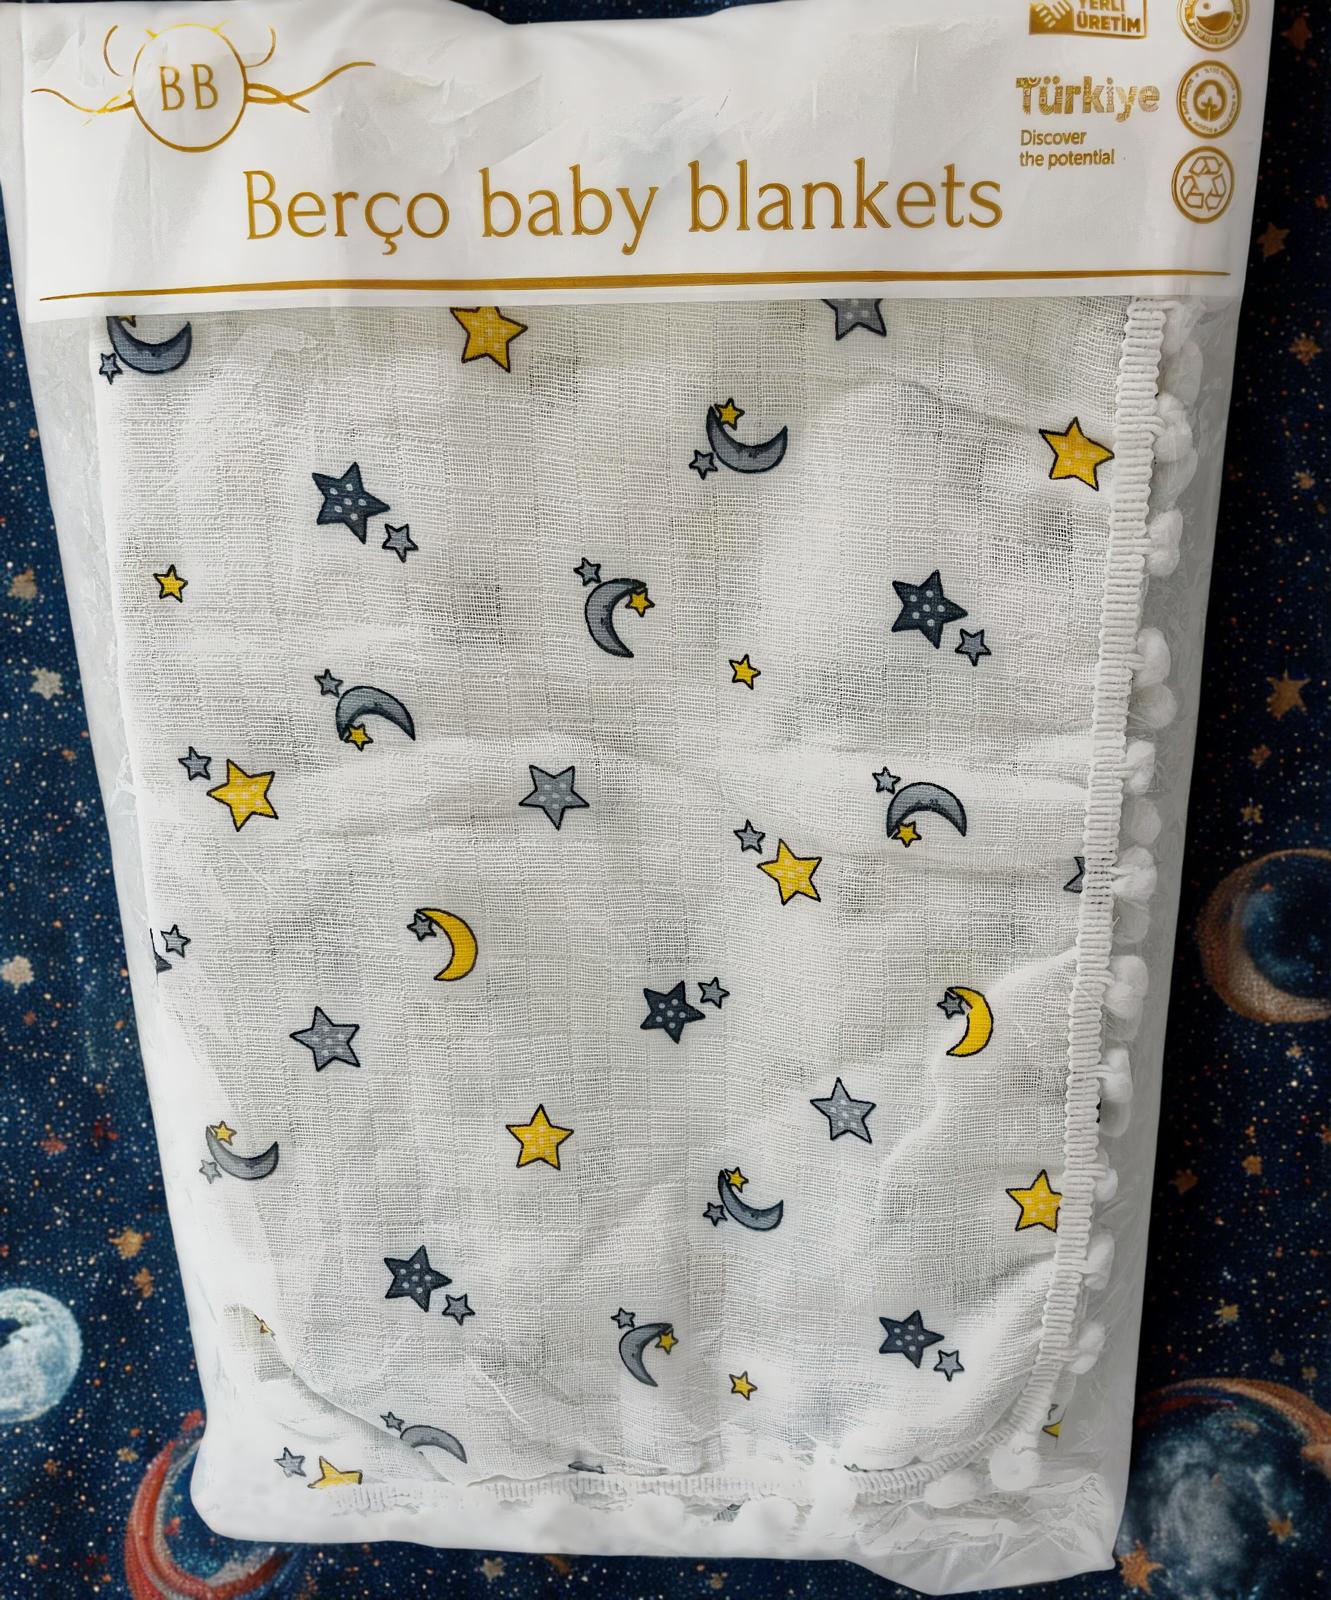 BB
YERLİ
ÜRETİM
Türkiye
Discover
the potential
Berço baby blankets